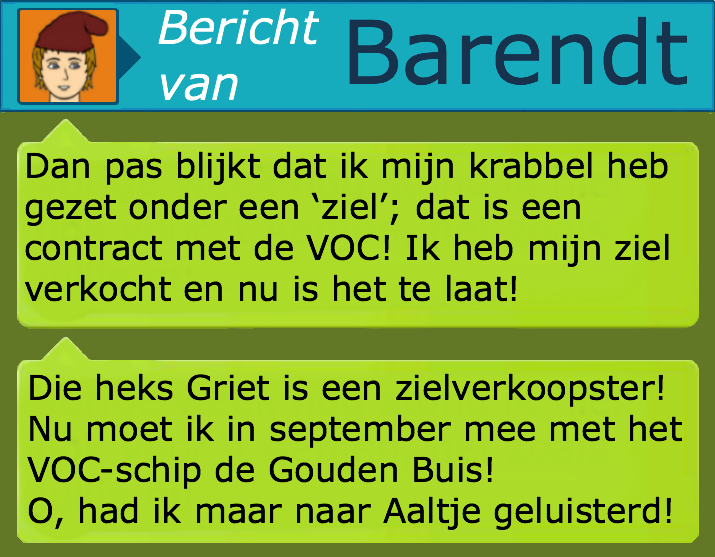 Bericht
van
Barendt
Dan pas blijkt dat ik mijn krabbel heb
gezet onder een ‘ziel’; dat is een
contract met de VOC! Ik heb mijn ziel
verkocht en nu is het te laat!
Die heks Griet is een zielverkoopster!
Nu moet ik in september mee met het
VOC-schip de Gouden Buis!
O, had ik maar naar Aaltje geluisterd!